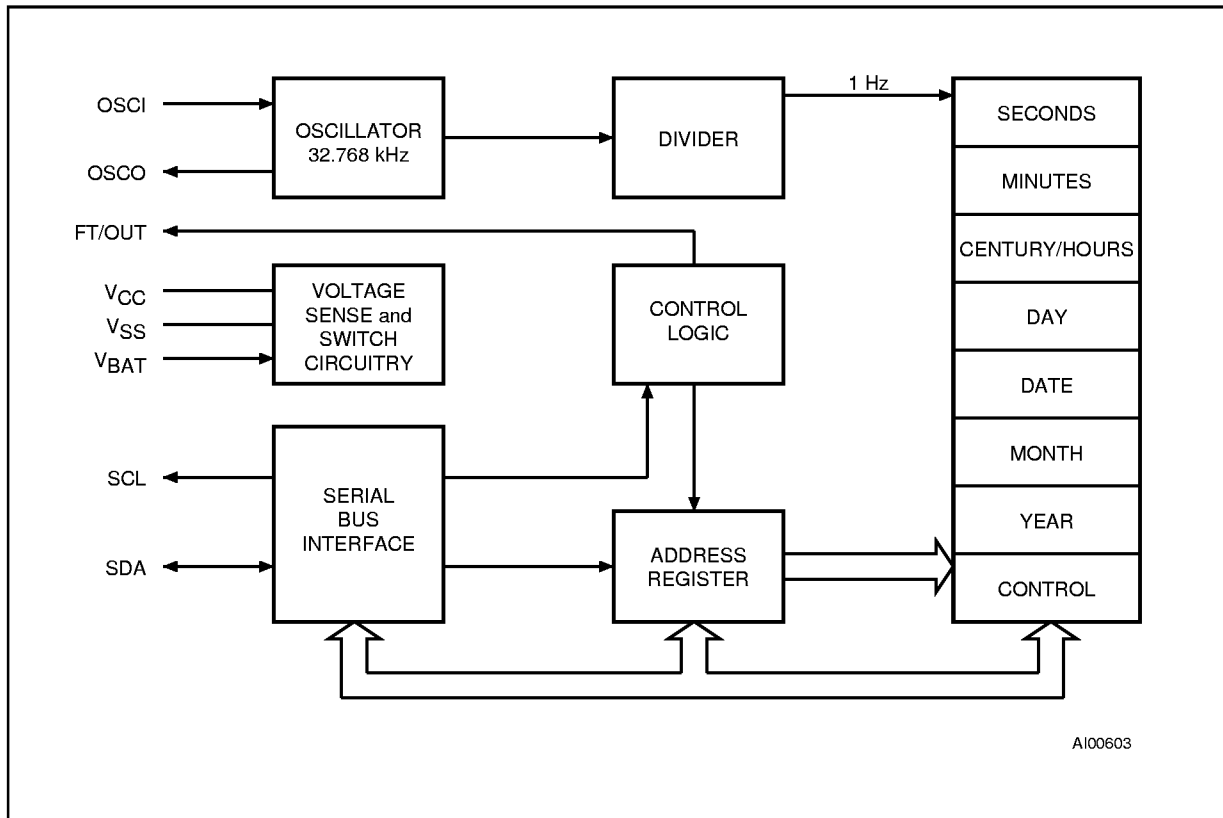 OSCI
OSCO
FT/OUT
VCC
VSS
VBAT
SCL
SDA
OSCILLATOR
32.768 kHz
DIVIDER
1 Hz
VOLTAGE
SENSE and
SWITCH
CIRCUITRY
CONTROL
LOGIC
SERIAL
BUS
INTERFACE
ADDRESS
REGISTER
SECONDS
MINUTES
CENTURY/HOURS
DAY
DATE
MONTH
YEAR
CONTROL
AI00603